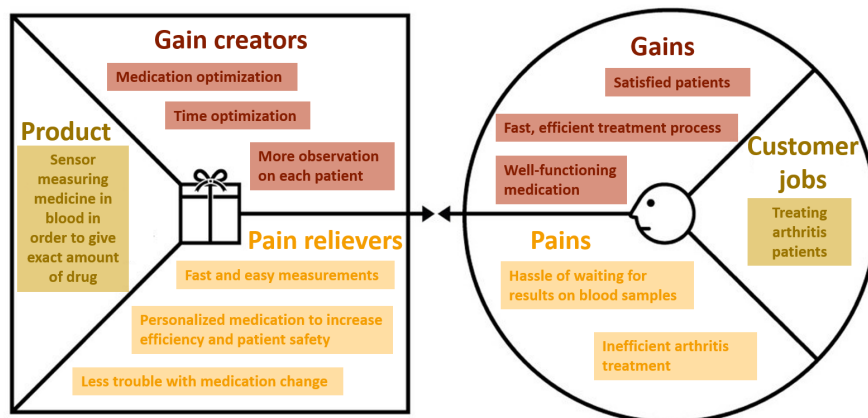 Gain creators
Medication optimization
Time optimization
More observation
on each patient
Product
Sensor
measuring
medicine in
blood in
order to give
exact amount
of drug
Pain relievers
Fast and easy measurements
Personalized medication to increase
efficiency and patient safety
Less trouble with medication change
Gains
Satisfied patients
Fast, efficient treatment process
Well-functioning
medication
Customer
jobs
Treating
arthritis
patients
Pains
Hassle of waiting for
results on blood samples
Inefficient arthritis
treatment